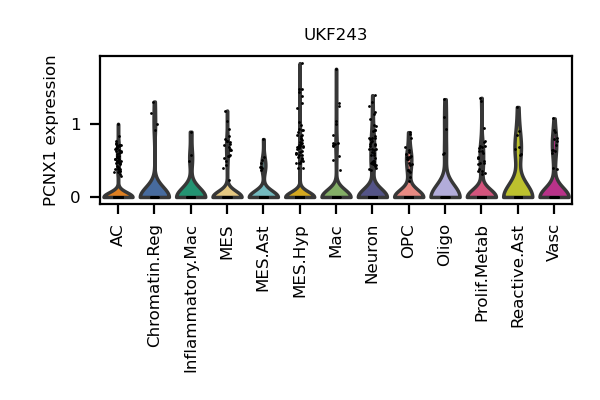 UKF243
PCNX1 expression
1
0
AC
Chromatin.Reg
Inflammatory.Mac
MES
MES.Ast
MES.Hyp
Mac
Neuron
OPC
Oligo
Prolif.Metab
Reactive.Ast
Vasc